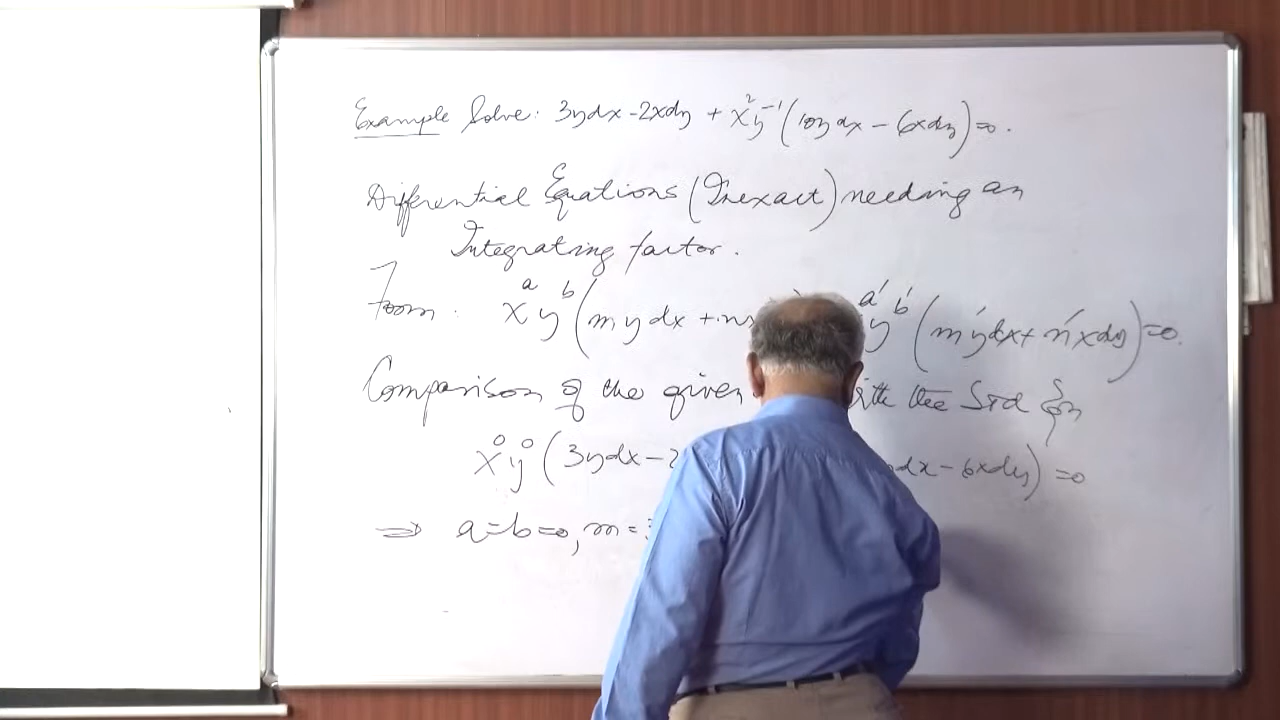 Example Solve: 3ydx - 2xdy + x²y⁻¹(10ydx - 6xdy) = 0.
Differential Equations (Inexact) needing an
Integrating factor.
Form: xᵃyᵇ(mydx + nx yᵇ′(m′ydx + n′xdy) = 0.
Comparison of the given with the Std eqn
x⁰y⁰(3ydx - 2 dx - 6xdy) = 0
⇒ a = b = 0, m = 3